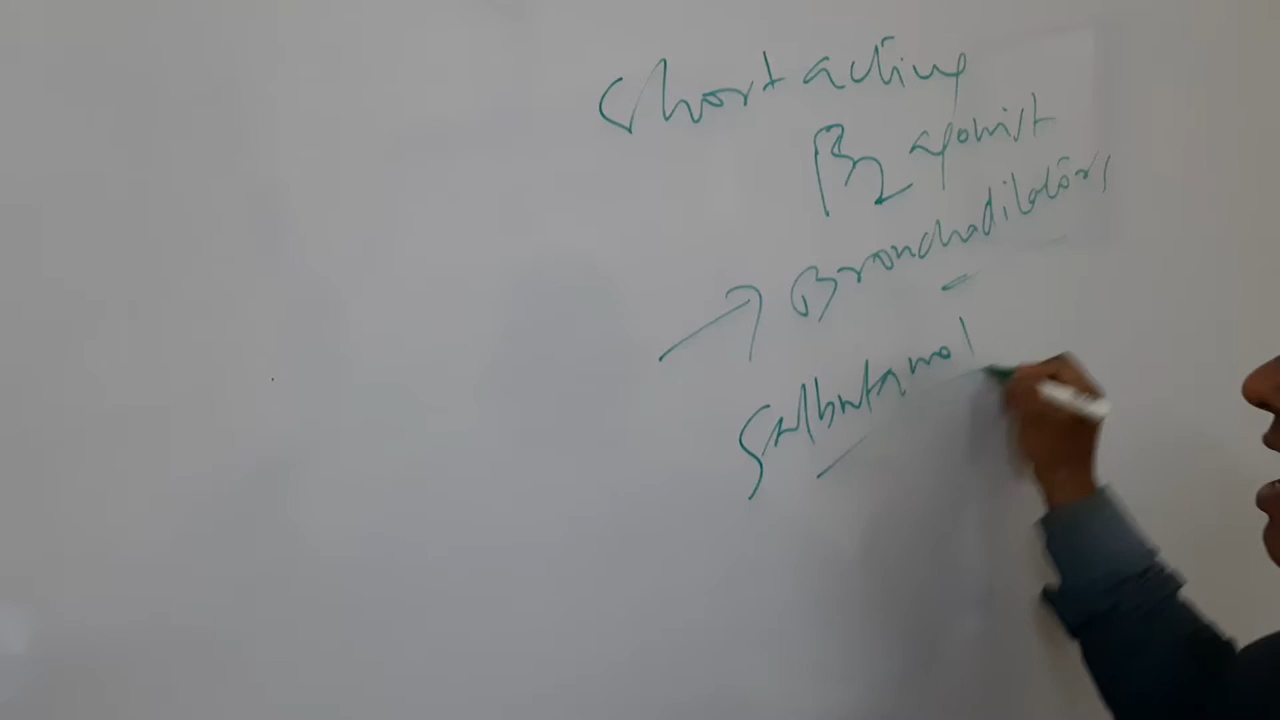 Short acting
β2 agonist
→ Bronchodilators
Salbutamol